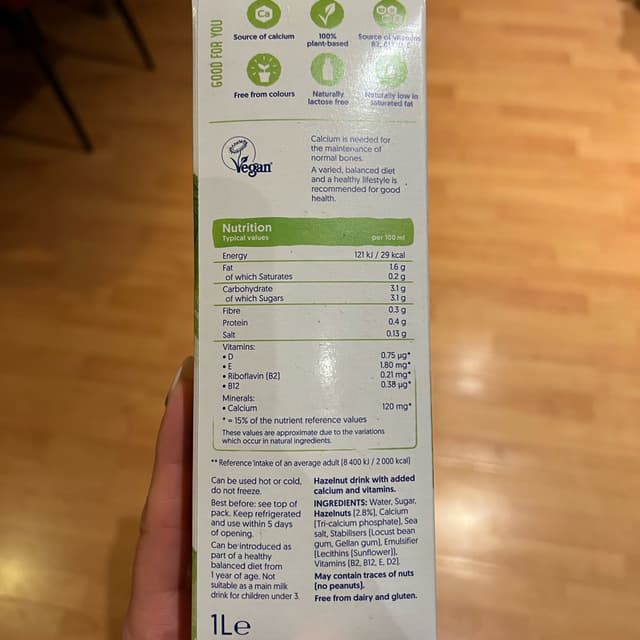 GOOD FOR YOU
Ca
Source of calcium
100%
plant-based
Source of Vitamins
B2,
Free from colours
Naturally
lactose free
Naturally low in
saturated fat
Vegan
Calcium is needed for
the maintenance of
normal bones.
A varied, balanced diet
and a healthy lifestyle is
recommended for good
health.
Nutrition
Typical values per 100 ml
Energy 121 kJ / 29 kcal
Fat 1.6 g
of which Saturates 0.2 g
Carbohydrate 3.1 g
of which Sugars 3.1 g
Fibre 0.3 g
Protein 0.4 g
Salt 0.13 g
Vitamins:
• D 0.75 µg*
• E 1.80 mg*
• Riboflavin (B2) 0.21 mg*
• B12 0.38 µg*
Minerals:
• Calcium 120 mg*
* = 15% of the nutrient reference values
These values are approximate due to the variations
which occur in natural ingredients.
** Reference intake of an average adult (8 400 kJ / 2 000 kcal)
Can be used hot or cold,
do not freeze.
Best before: see top of
pack. Keep refrigerated
and use within 5 days
of opening.
Can be introduced as
part of a healthy
balanced diet from
1 year of age. Not
suitable as a main milk
drink for children under 3.
1L℮
Hazelnut drink with added
calcium and vitamins.
INGREDIENTS: Water, Sugar,
Hazelnuts (2.8%), Calcium
(Tri-calcium phosphate), Sea
salt, Stabilisers (Locust bean
gum, Gellan gum), Emulsifier
(Lecithins (Sunflower)),
Vitamins (B2, B12, E, D2).
May contain traces of nuts
(no peanuts).
Free from dairy and gluten.